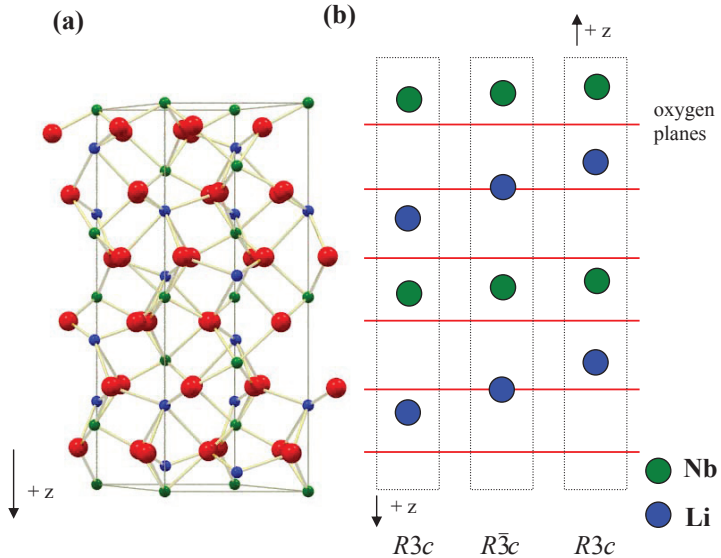 (a)
(b)
+ z
oxygen
planes
Nb
Li
+ z
+ z
R3c
R3̄c
R3c